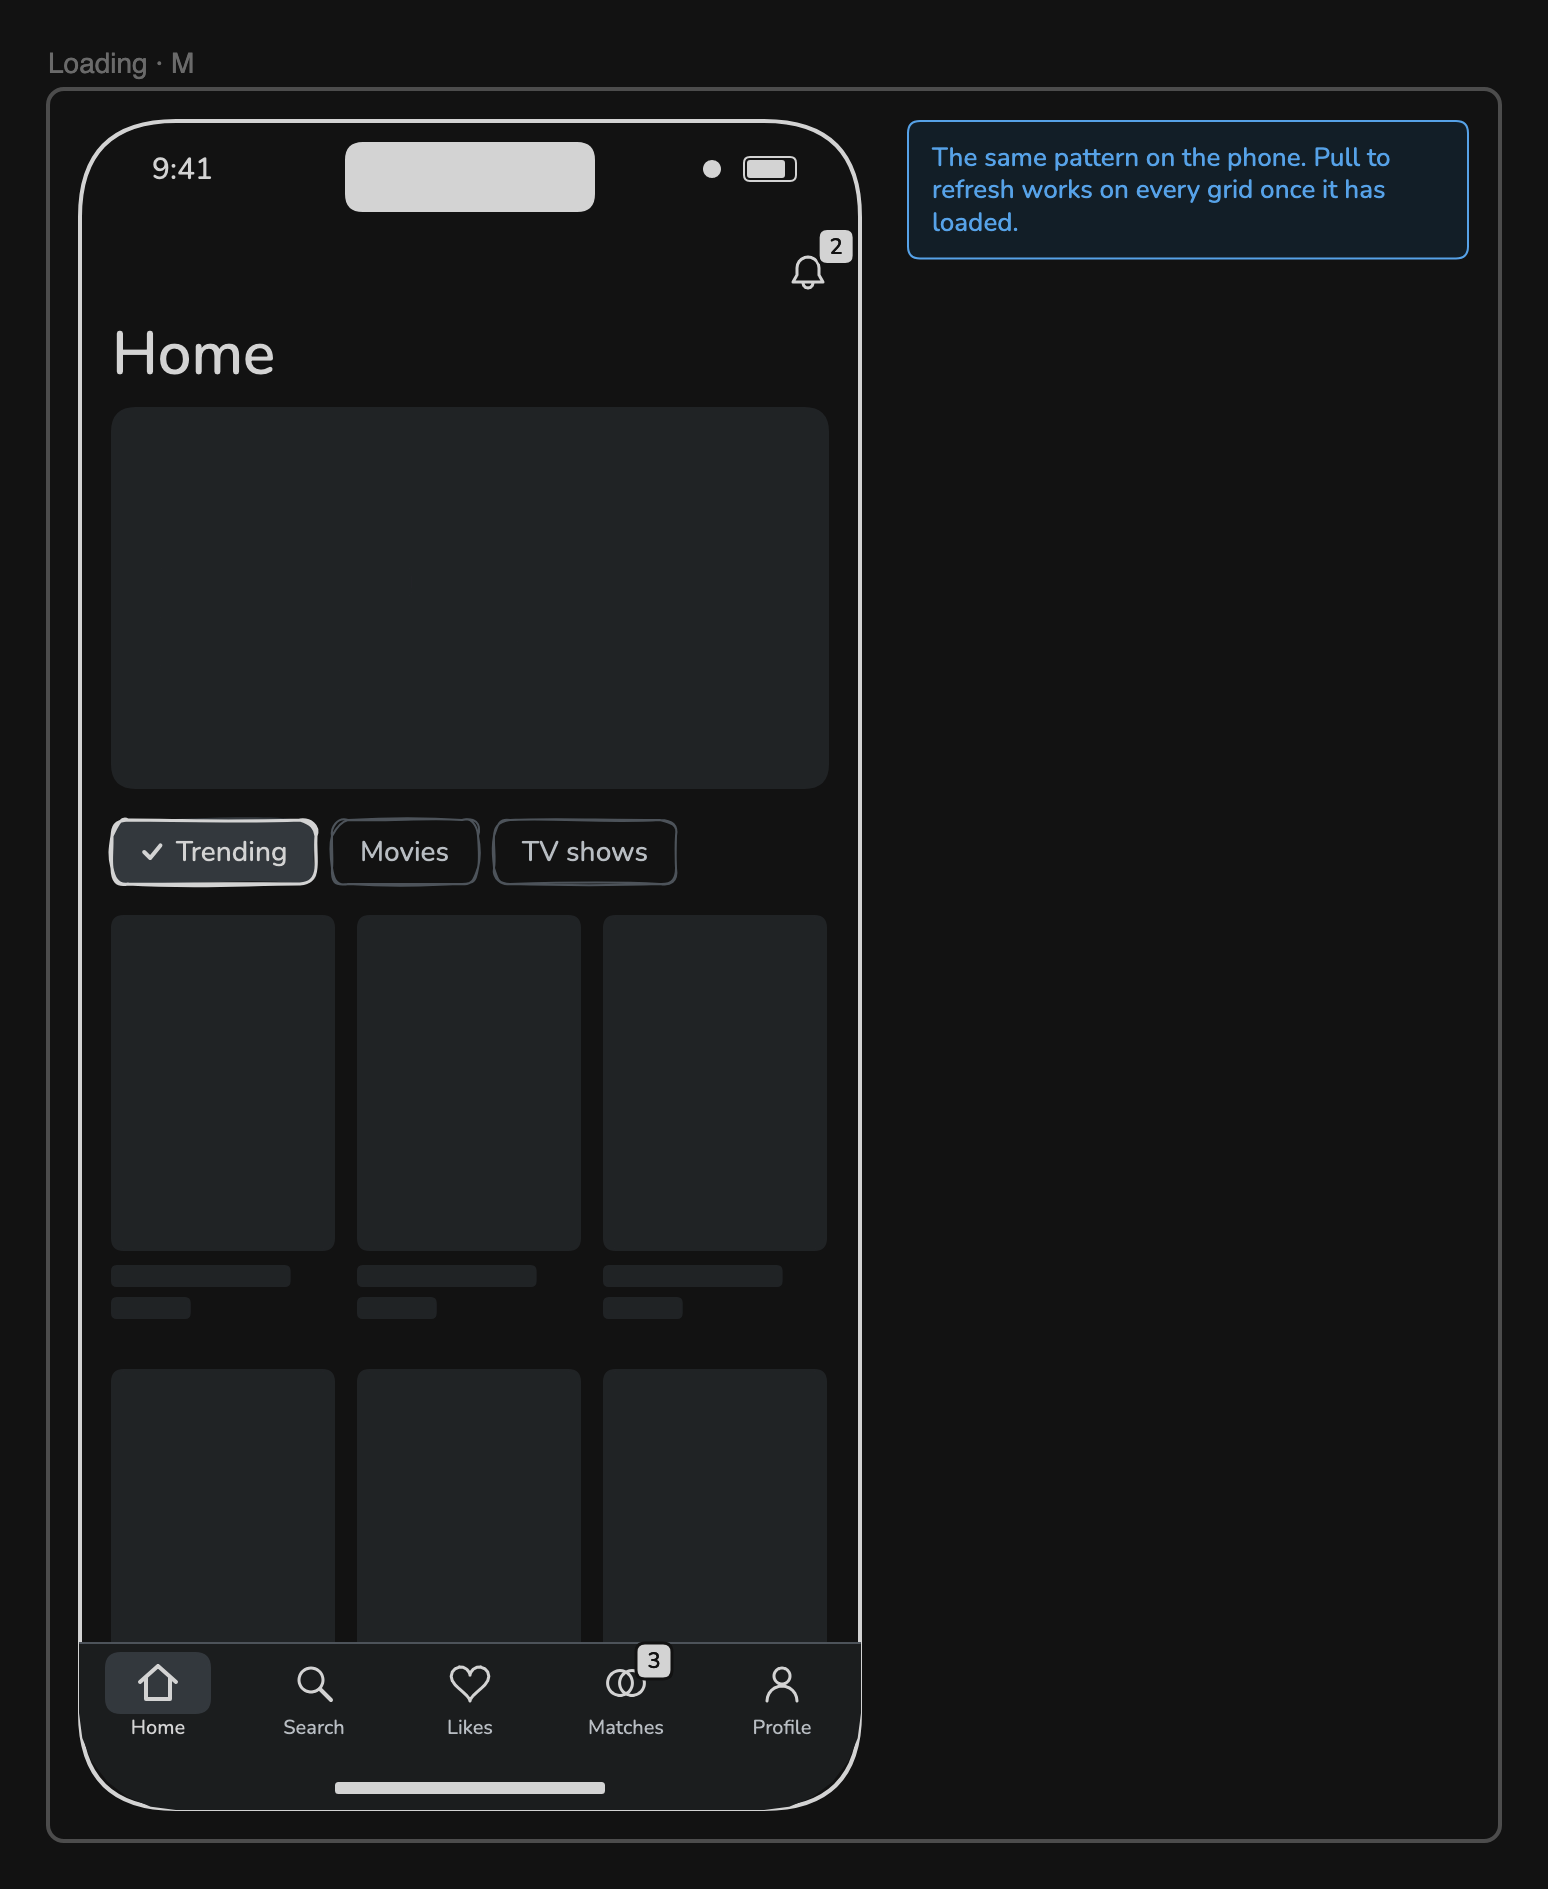 Loading · M
9:41
The same pattern on the phone. Pull to
refresh works on every grid once it has
loaded.
2
Home
Trending
Movies
TV shows
3
Home
Search
Likes
Matches
Profile